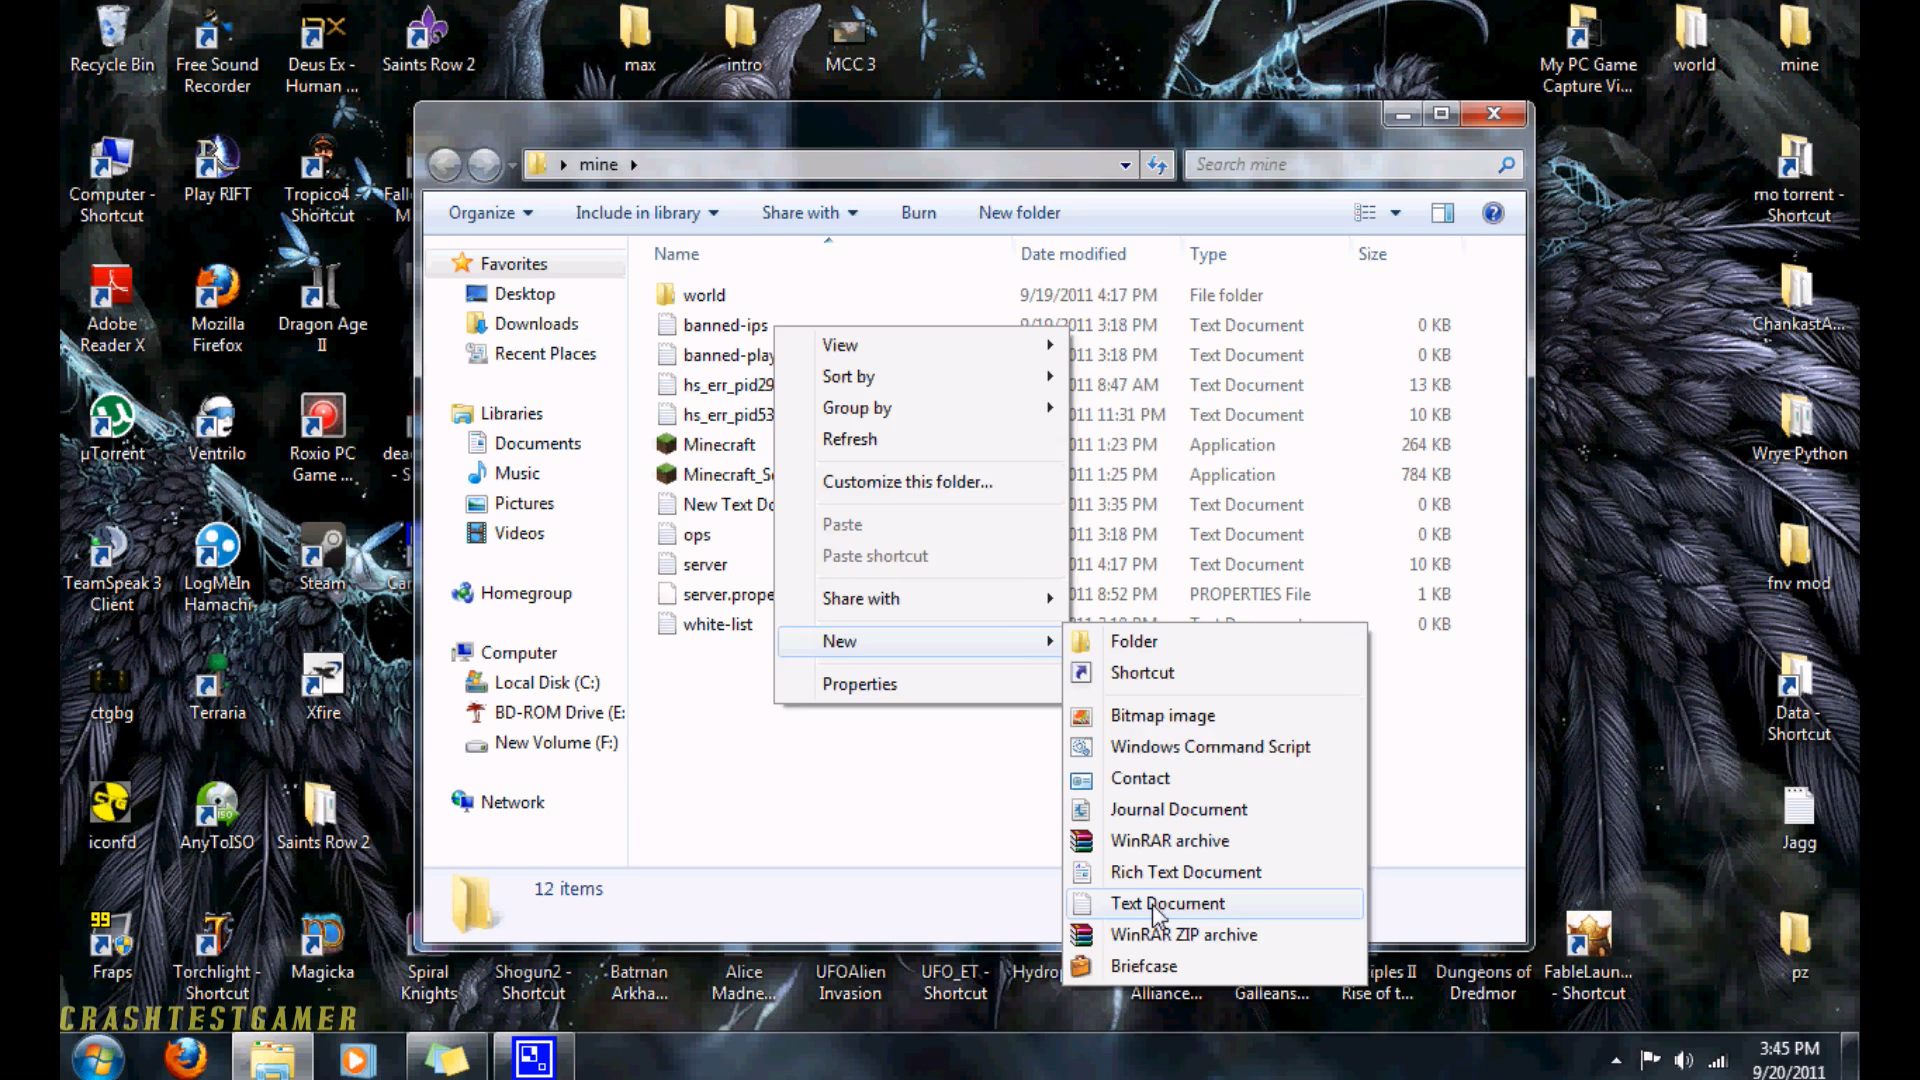 Recycle Bin
Free Sound
Recorder
Deus Ex -
Human ...
Saints Row 2
max
intro
MCC 3
My PC Game
Capture Vi...
world
mine
Computer -
Shortcut
Play RIFT
Tropico4 -
Shortcut
mo torrent -
Shortcut
Adobe
Reader X
Mozilla
Firefox
Dragon Age
II
ChankastA...
µTorrent
Ventrilo
Roxio PC
Game ...
Wrye Python
TeamSpeak 3
Client
LogMeIn
Hamachi
Steam
fnv mod
ctgbg
Terraria
Xfire
Data -
Shortcut
iconfd
AnyToISO
Saints Row 2
Jagg
mine
Search mine
Organize
Include in library
Share with
Burn
New folder
Favorites
Desktop
Downloads
Recent Places
Libraries
Documents
Music
Pictures
Videos
Homegroup
Computer
Local Disk (C:)
BD-ROM Drive (E:
New Volume (F:)
Network
Name Date modified Type Size
world 9/19/2011 4:17 PM File folder
banned-ips 9/19/2011 3:18 PM Text Document 0 KB
banned-play 011 3:18 PM Text Document 0 KB
hs_err_pid29 011 8:47 AM Text Document 13 KB
hs_err_pid53 011 11:31 PM Text Document 10 KB
Minecraft 011 1:23 PM Application 264 KB
Minecraft_Se 011 1:25 PM Application 784 KB
New Text Do 011 3:35 PM Text Document 0 KB
ops 011 3:18 PM Text Document 0 KB
server 011 4:17 PM Text Document 10 KB
server.prope 011 8:52 PM PROPERTIES File 1 KB
white-list 0 KB
View
Sort by
Group by
Refresh
Customize this folder...
Paste
Paste shortcut
Share with
New
Properties
Folder
Shortcut
Bitmap image
Windows Command Script
Contact
Journal Document
WinRAR archive
Rich Text Document
Text Document
WinRAR ZIP archive
Briefcase
12 items
99
Fraps
Torchlight -
Shortcut
Magicka
Spiral
Knights
Shogun2 -
Shortcut
Batman
Arkha...
Alice
Madne...
UFOAlien
Invasion
UFO_ET -
Shortcut
Hydrop
Alliance...
Galleans...
iples II
Rise of t...
Dungeons of
Dredmor
FableLaun...
- Shortcut
pz
CRASHTESTGAMER
3:45 PM
9/20/2011